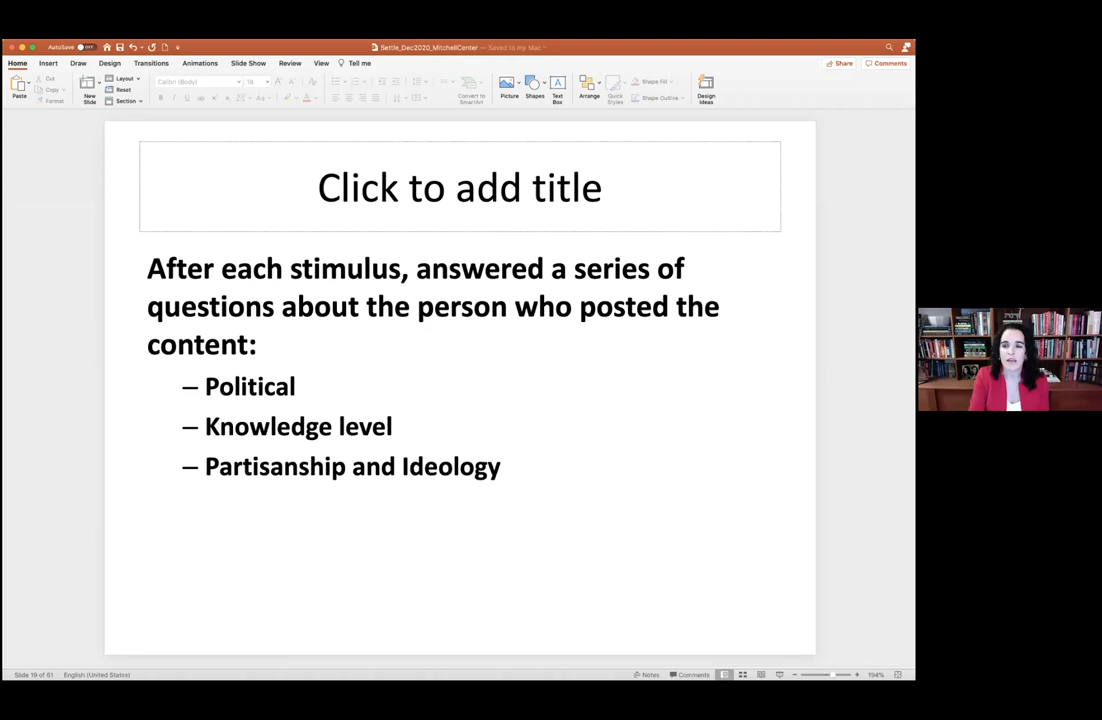 AutoSave OFF
Settle_Dec2020_MitchellCenter — Saved to my Mac
Home Insert Draw Design Transitions Animations Slide Show Review View Tell me
Share Comments
Paste
Cut
Copy
Format
New Slide
Layout
Reset
Section
Calibri (Body) 18
Convert to SmartArt
Picture
Shapes
Text Box
Arrange
Quick Styles
Shape Fill
Shape Outline
Design Ideas
Click to add title
After each stimulus, answered a series of
questions about the person who posted the
content:
– Political
– Knowledge level
– Partisanship and Ideology
Slide 19 of 61 English (United States) Notes Comments 194%